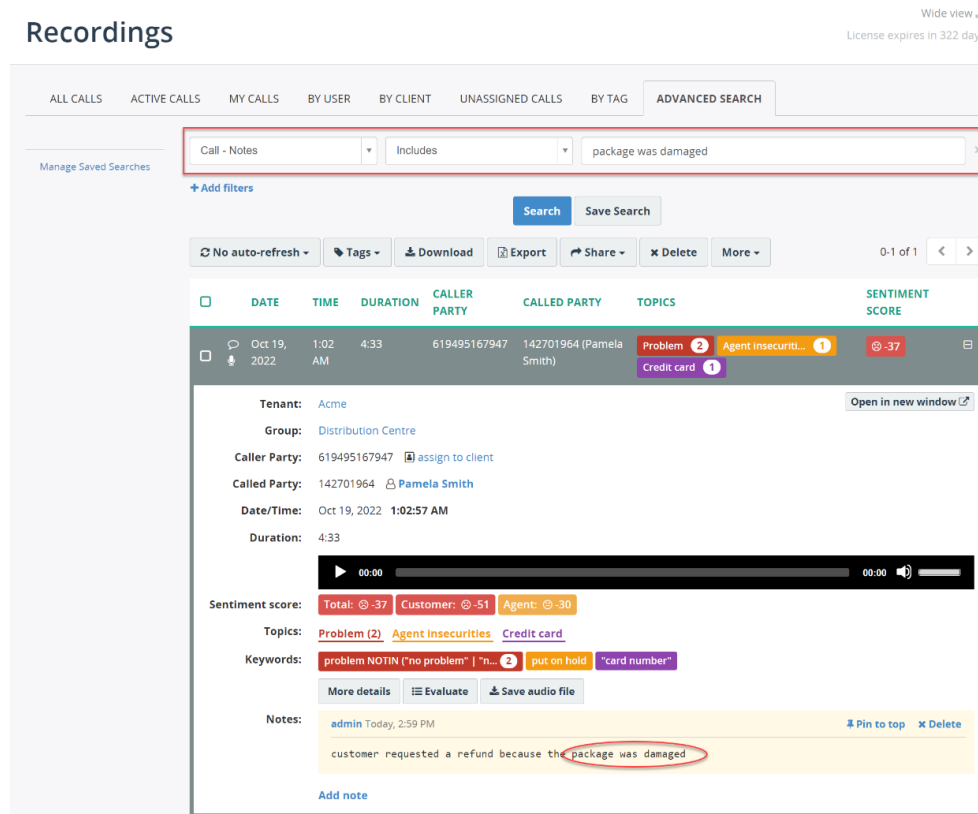 Wide view
Recordings
License expires in 322 day
ALL CALLS ACTIVE CALLS MY CALLS BY USER BY CLIENT UNASSIGNED CALLS BY TAG ADVANCED SEARCH
Manage Saved Searches
Call - Notes Includes package was damaged
+ Add filters
Search Save Search
No auto-refresh Tags Download Export Share Delete More 0-1 of 1
DATE TIME DURATION CALLER PARTY CALLED PARTY TOPICS SENTIMENT SCORE
Oct 19, 2022 1:02 AM 4:33 619495167947 142701964 (Pamela Smith) Problem 2 Agent insecuriti... 1 Credit card 1 -37
Tenant: Acme Open in new window
Group: Distribution Centre
Caller Party: 619495167947 assign to client
Called Party: 142701964 Pamela Smith
Date/Time: Oct 19, 2022 1:02:57 AM
Duration: 4:33
00:00 00:00
Sentiment score: Total: -37 Customer: -51 Agent: -30
Topics: Problem (2) Agent insecurities Credit card
Keywords: problem NOTIN ("no problem" | "n... 2 put on hold "card number"
More details Evaluate Save audio file
Notes: admin Today, 2:59 PM Pin to top Delete
customer requested a refund because the package was damaged
Add note